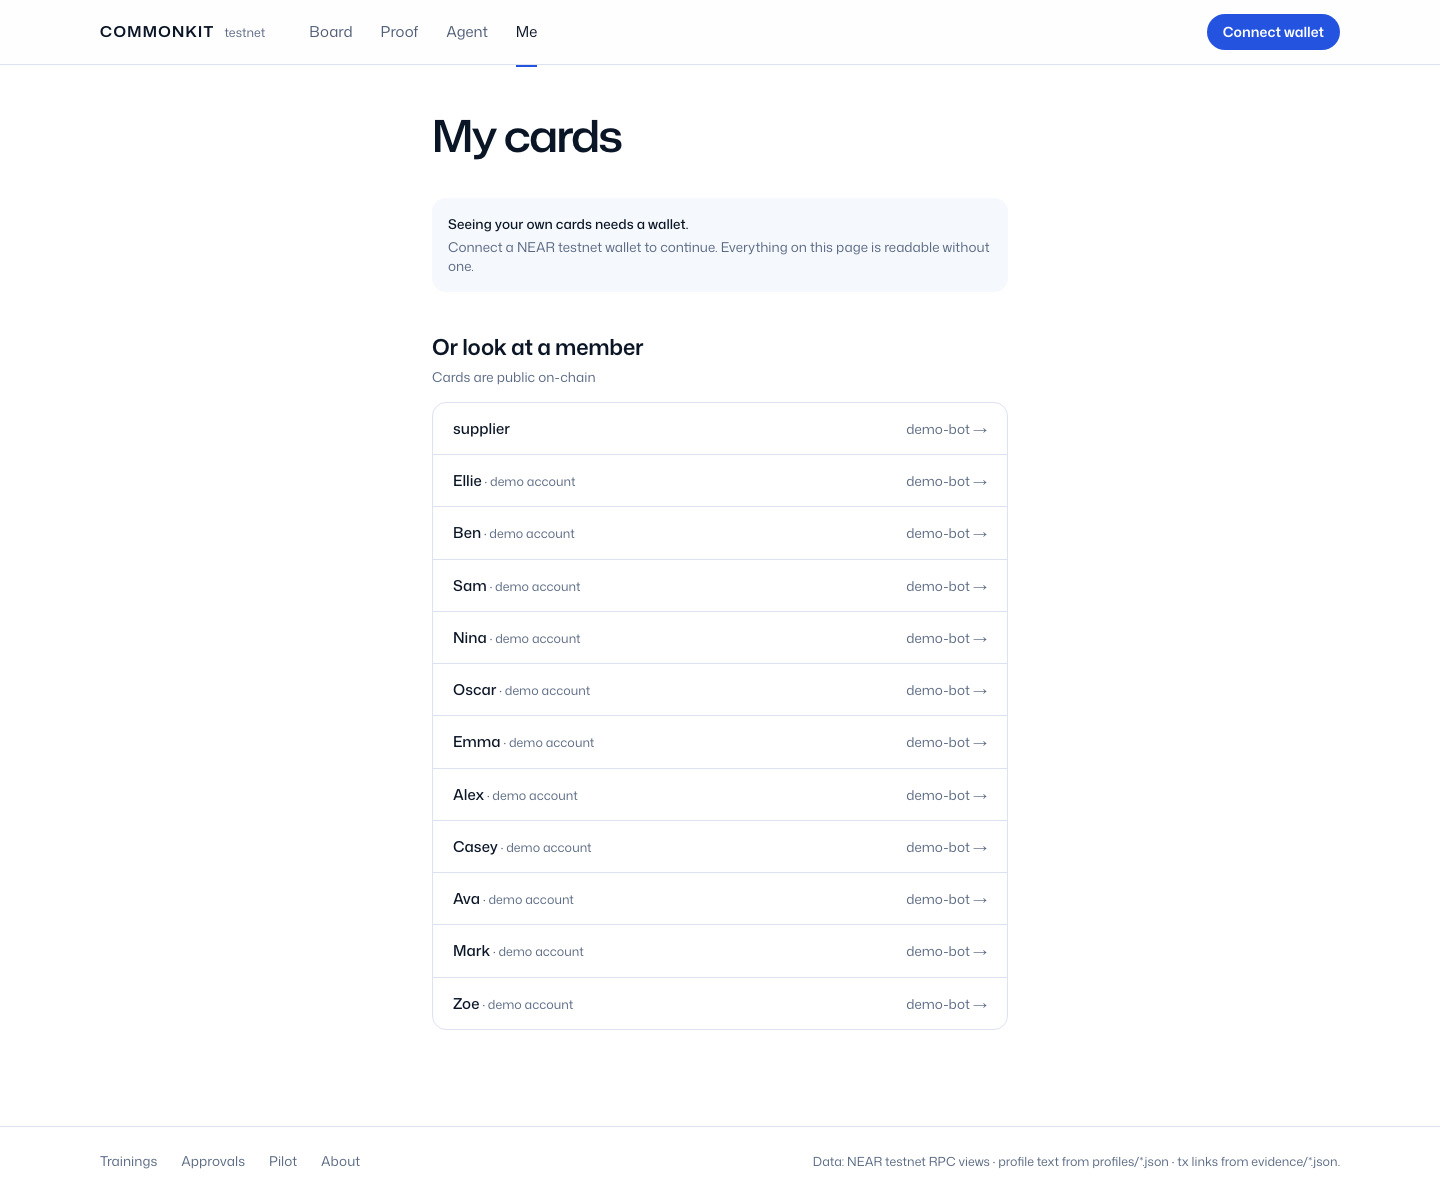 COMMONKIT testnet Board Proof Agent Me Connect wallet
My cards
Seeing your own cards needs a wallet.
Connect a NEAR testnet wallet to continue. Everything on this page is readable without
one.
Or look at a member
Cards are public on-chain
supplier demo-bot →
Ellie · demo account demo-bot →
Ben · demo account demo-bot →
Sam · demo account demo-bot →
Nina · demo account demo-bot →
Oscar · demo account demo-bot →
Emma · demo account demo-bot →
Alex · demo account demo-bot →
Casey · demo account demo-bot →
Ava · demo account demo-bot →
Mark · demo account demo-bot →
Zoe · demo account demo-bot →
Trainings Approvals Pilot About Data: NEAR testnet RPC views · profile text from profiles/*.json · tx links from evidence/*.json.